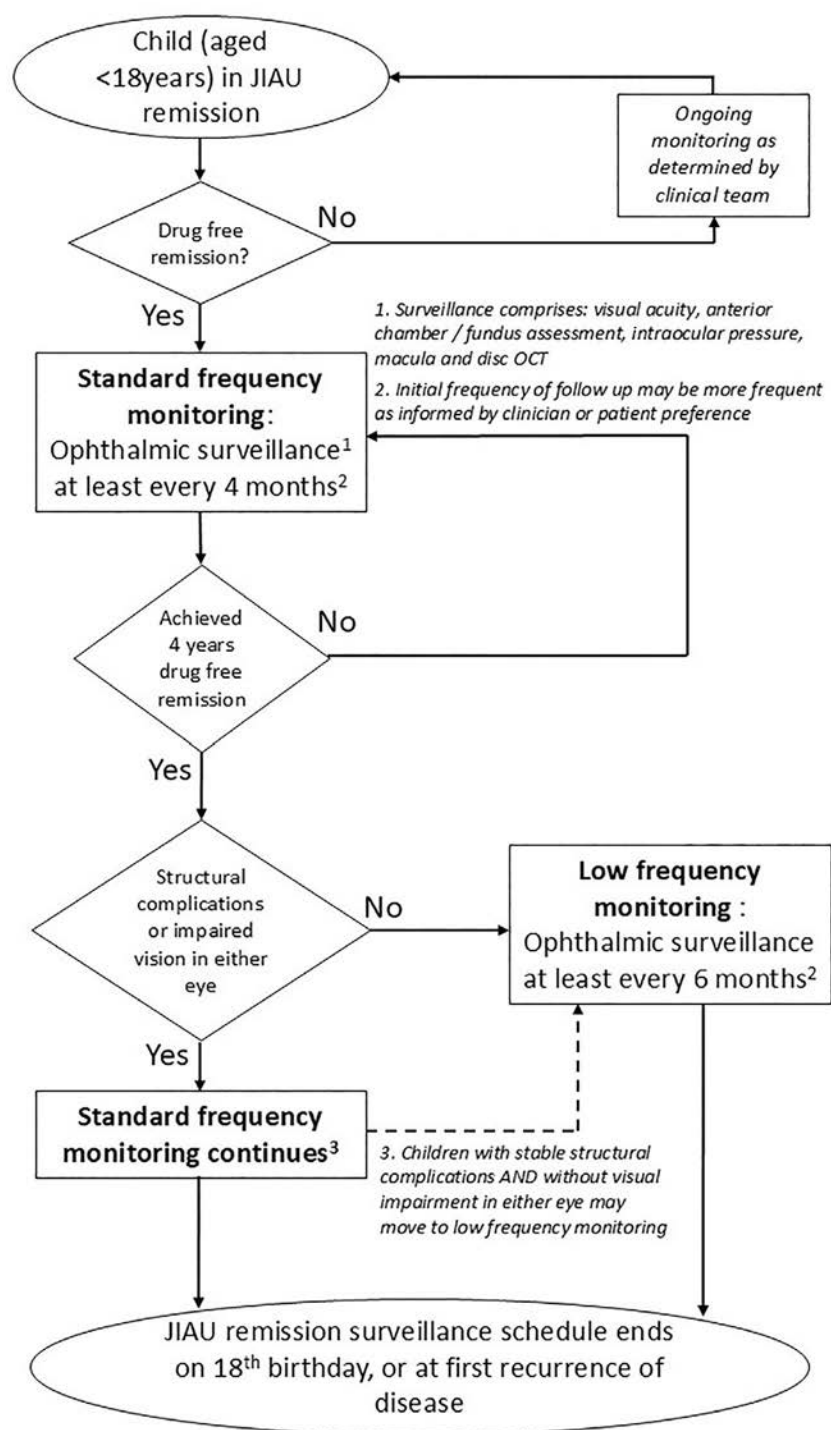 Child (aged
<18years) in JIAU
remission
Ongoing
monitoring as
determined by
clinical team
Drug free
remission?
No
Yes
1. Surveillance comprises: visual acuity, anterior
chamber / fundus assessment, intraocular pressure,
macula and disc OCT
2. Initial frequency of follow up may be more frequent
as informed by clinician or patient preference
Standard frequency
monitoring:
Ophthalmic surveillance¹
at least every 4 months²
Achieved
4 years
drug free
remission
No
Yes
Structural
complications
or impaired
vision in either
eye
No
Low frequency
monitoring :
Ophthalmic surveillance
at least every 6 months²
Yes
Standard frequency
monitoring continues³
3. Children with stable structural
complications AND without visual
impairment in either eye may
move to low frequency monitoring
JIAU remission surveillance schedule ends
on 18th birthday, or at first recurrence of
disease